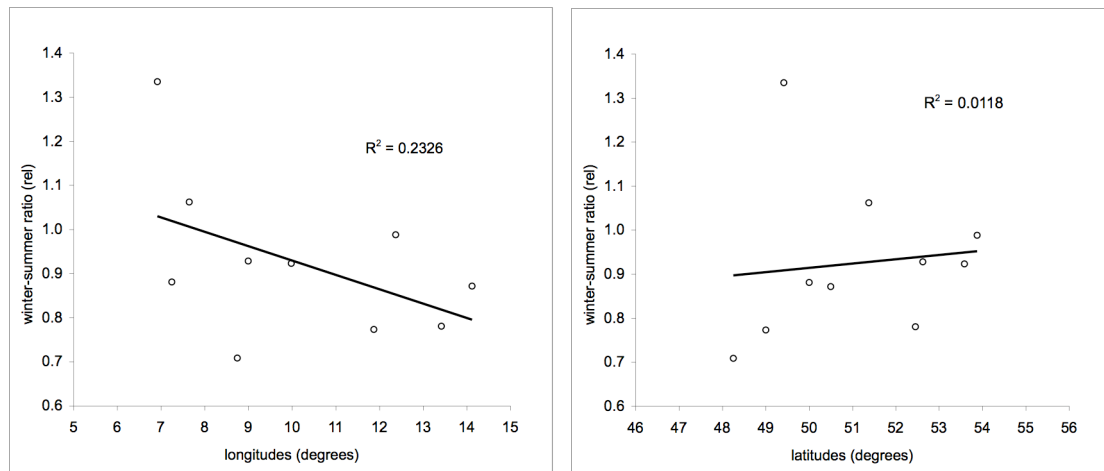 1.4
1.3
1.2
1.1
1.0
0.9
0.8
0.7
0.6
winter-summer ratio (rel)
R² = 0.2326
5 6 7 8 9 10 11 12 13 14 15
longitudes (degrees)
1.4
1.3
1.2
1.1
1.0
0.9
0.8
0.7
0.6
winter-summer ratio (rel)
R² = 0.0118
46 47 48 49 50 51 52 53 54 55 56
latitudes (degrees)